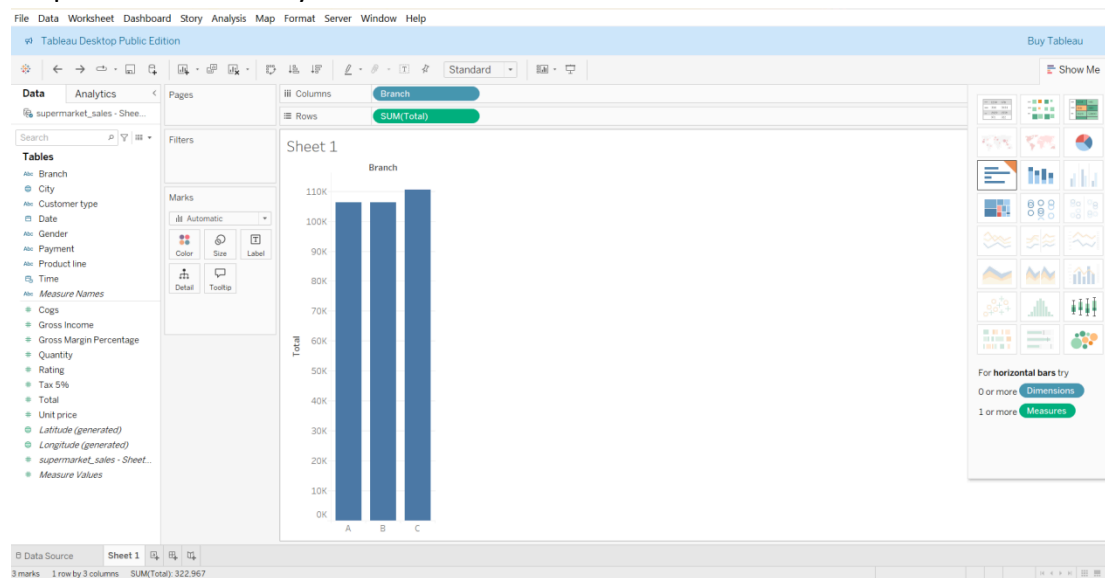 File Data Worksheet Dashboard Story Analysis Map Format Server Window Help
Tableau Desktop Public Edition
Buy Tableau
Standard
Show Me
Data Analytics
supermarket_sales - Shee...
Search
Tables
Abc Branch
City
Abc Customer type
Date
Abc Gender
Abc Payment
Abc Product line
Time
Abc Measure Names
# Cogs
# Gross Income
# Gross Margin Percentage
# Quantity
# Rating
# Tax 5%
# Total
# Unit price
Latitude (generated)
Longitude (generated)
# supermarket_sales - Sheet...
# Measure Values
Pages
Filters
Marks
Automatic
Color Size Label
Detail Tooltip
Columns Branch
Rows SUM(Total)
Sheet 1
Branch
110K
100K
90K
80K
70K
60K
50K
40K
30K
20K
10K
0K
Total
A B C
For horizontal bars try
0 or more Dimensions
1 or more Measures
Data Source Sheet 1
3 marks 1 row by 3 columns SUM(Total): 322,967